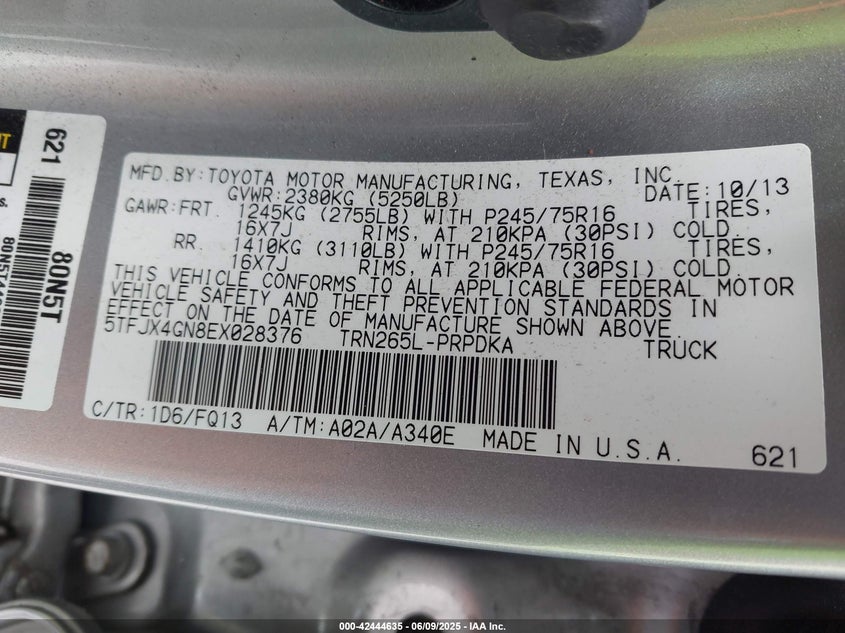 621
80N5T
MFD.BY:TOYOTA MOTOR MANUFACTURING, TEXAS, INC.
GVWR:2380KG (5250LB) DATE:10/13
GAWR:FRT. 1245KG (2755LB) WITH P245/75R16 TIRES,
16X7J RIMS, AT 210KPA (30PSI) COLD.
RR. 1410KG (3110LB) WITH P245/75R16 TIRES,
16X7J RIMS, AT 210KPA (30PSI) COLD.
THIS VEHICLE CONFORMS TO ALL APPLICABLE FEDERAL MOTOR
VEHICLE SAFETY AND THEFT PREVENTION STANDARDS IN
EFFECT ON THE DATE OF MANUFACTURE SHOWN ABOVE.
5TFJX4GN8EX028376 TRN265L-PRPDKA TRUCK
C/TR:1D6/FQ13 A/TM:A02A/A340E MADE IN U.S.A. 621
000-42444635 - 06/09/2025 - IAA Inc.